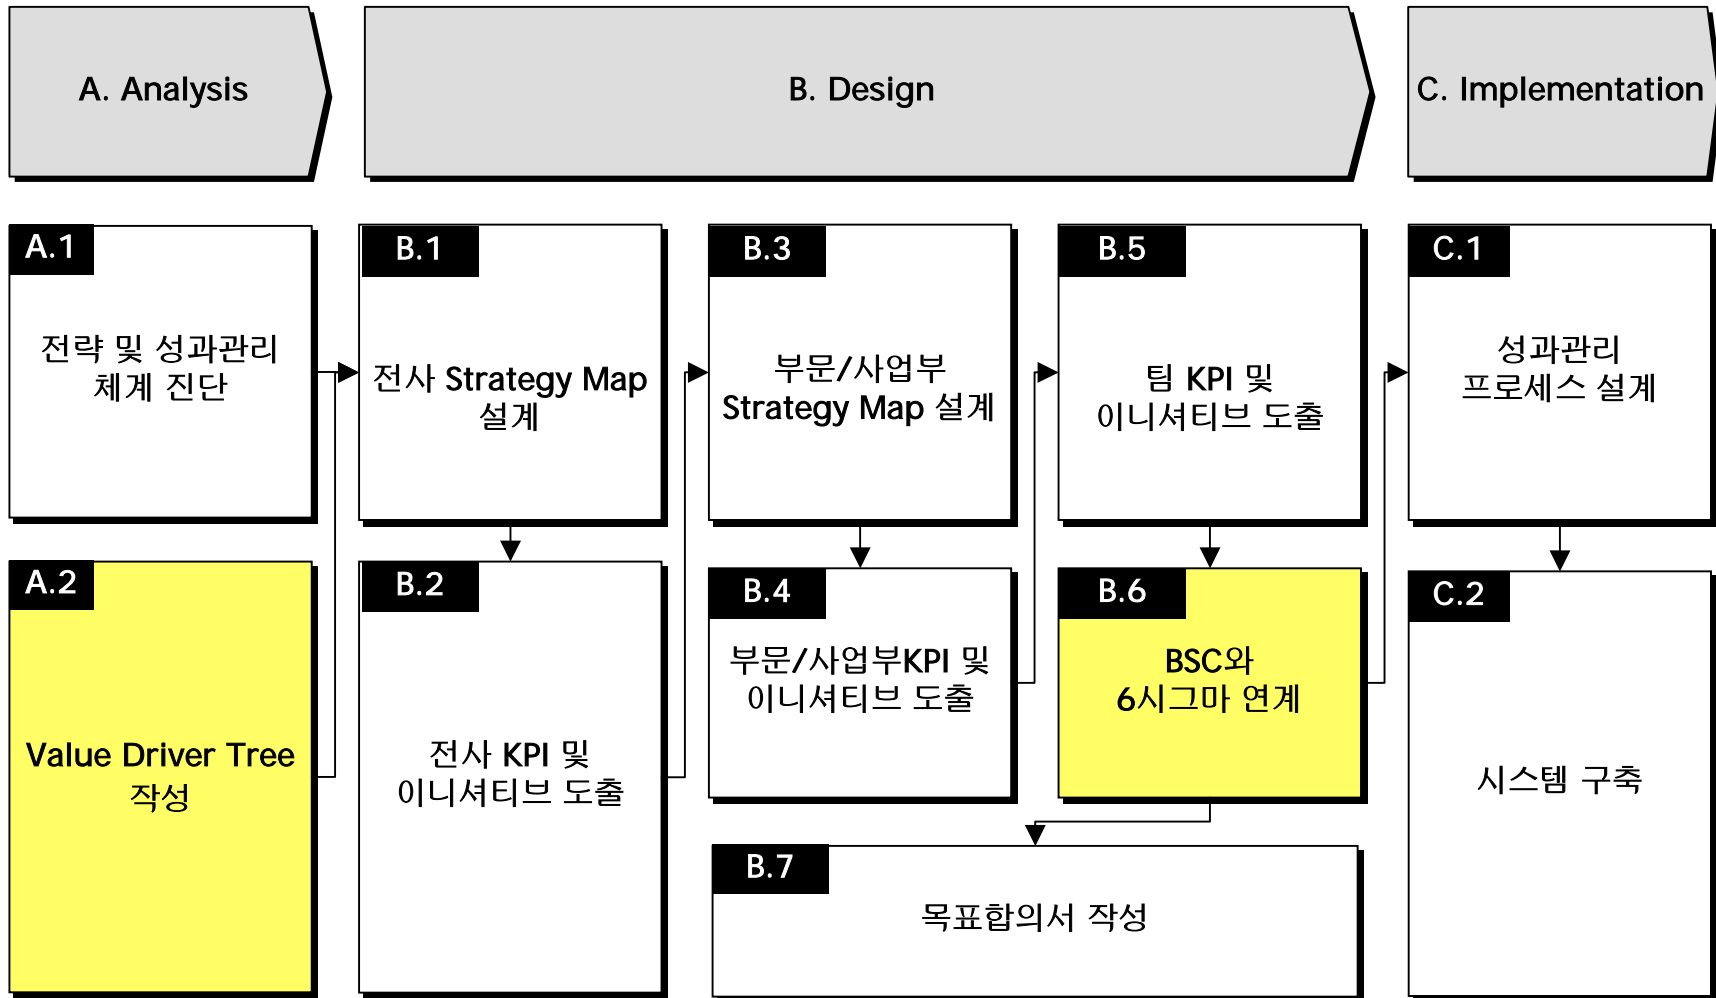 A. Analysis
B. Design
C. Implementation
A.1
전략 및 성과관리
체계 진단
A.2
Value Driver Tree
작성
B.1
전사 Strategy Map
설계
B.2
전사 KPI 및
이니셔티브 도출
B.3
부문/사업부
Strategy Map 설계
B.4
부문/사업부KPI 및
이니셔티브 도출
B.5
팀 KPI 및
이니셔티브 도출
B.6
BSC와
6시그마 연계
B.7
목표합의서 작성
C.1
성과관리
프로세스 설계
C.2
시스템 구축